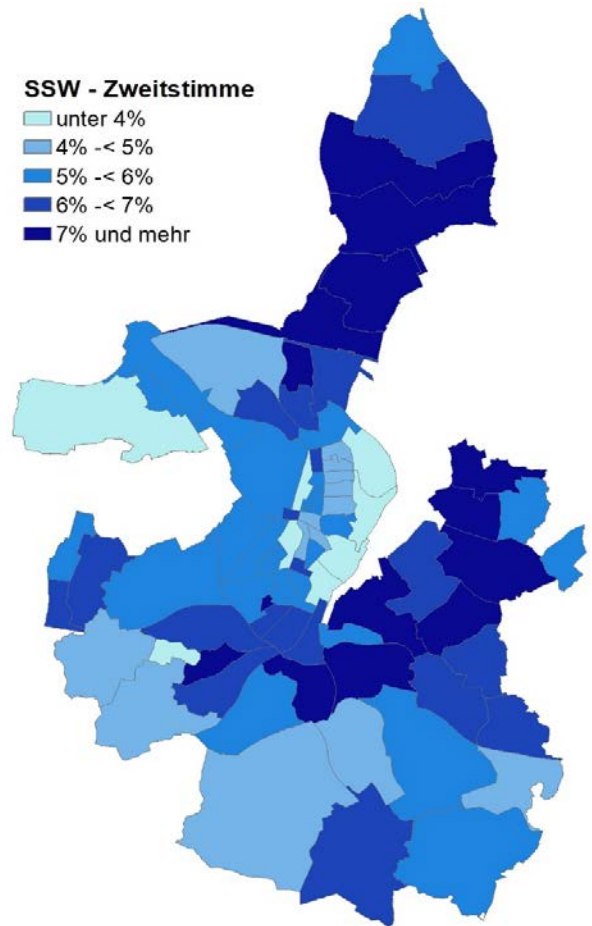 SSW - Zweitstimme
unter 4%
4% -< 5%
5% -< 6%
6% -< 7%
7% und mehr